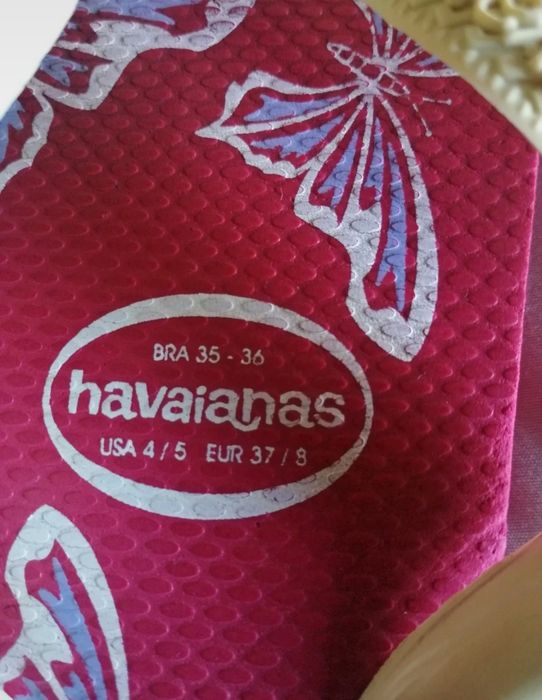 BRA 35 - 36
havaianas
USA 4 / 5 EUR 37 / 8